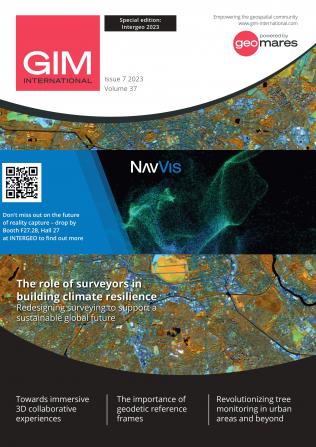 Special edition:
Intergeo 2023
Empowering the geospatial community
www.gim-international.com
GIM
INTERNATIONAL
Issue 7 2023
Volume 37
powered by
geomares
NAVVIS
Don't miss out on the future
of reality capture – drop by
Booth F27.28, Hall 27
at INTERGEO to find out more
The role of surveyors in
building climate resilience
Redesigning surveying to support a
sustainable global future
Towards immersive
3D collaborative
experiences
The importance of
geodetic reference
frames
Revolutionizing tree
monitoring in urban
areas and beyond